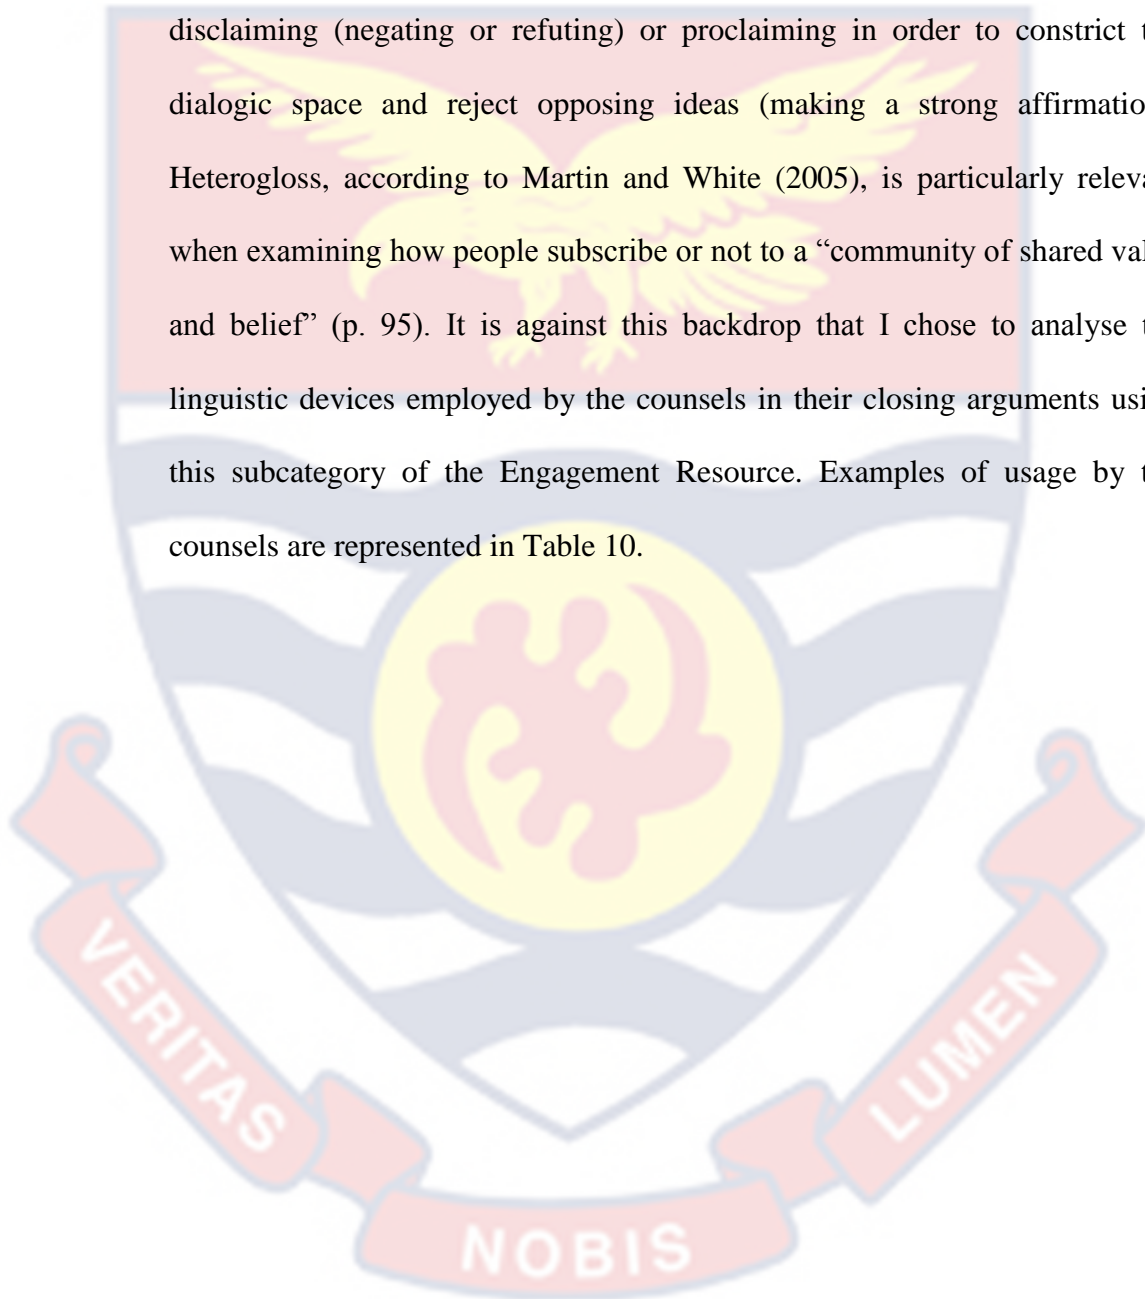 disclaiming (negating or refuting) or proclaiming in order to constrict
dialogic space and reject opposing ideas (making a strong
Heterogloss, according to Martin and White (2005), is particularly
when examining how people subscribe or not to a “community of shared
and belief” (p. 95). It is against this backdrop that I chose to analyse
linguistic devices employed by the counsels in their closing arguments
this subcategory of the Engagement Resource. Examples of usage by
counsels are represented in Table 10.
VERITAS
NOBIS
LUMEN